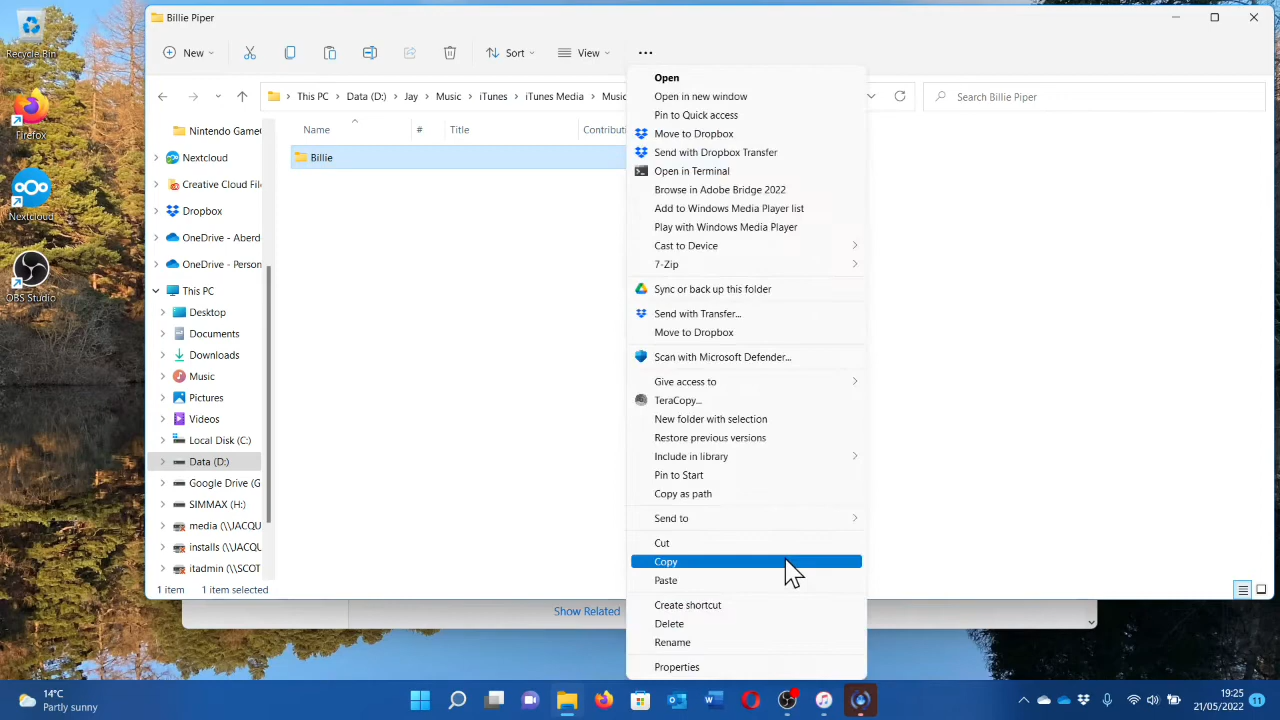 Billie Piper
Recycle Bin
New
Sort
View
This PC
Data (D:)
Jay
Music
iTunes
iTunes Media
Music
Search Billie Piper
Open
Open in new window
Pin to Quick access
Move to Dropbox
Send with Dropbox Transfer
Open in Terminal
Browse in Adobe Bridge 2022
Add to Windows Media Player list
Play with Windows Media Player
Cast to Device
7-Zip
Sync or back up this folder
Send with Transfer...
Move to Dropbox
Scan with Microsoft Defender...
Give access to
TeraCopy...
New folder with selection
Restore previous versions
Include in library
Pin to Start
Copy as path
Send to
Cut
Copy
Paste
Create shortcut
Delete
Rename
Properties
Name
#
Title
Contributi
Billie
Firefox
Nextcloud
OBS Studio
Nintendo Game
Nextcloud
Creative Cloud Fil
Dropbox
OneDrive - Aberd
OneDrive - Person
This PC
Desktop
Documents
Downloads
Music
Pictures
Videos
Local Disk (C:)
Data (D:)
Google Drive (G
SIMMAX (H:)
media (\\JACQU
installs (\\JACQU
itadmin (\\SCOT
1 item
1 item selected
Show Related
14°C
Partly sunny
19:25
21/05/2022
11